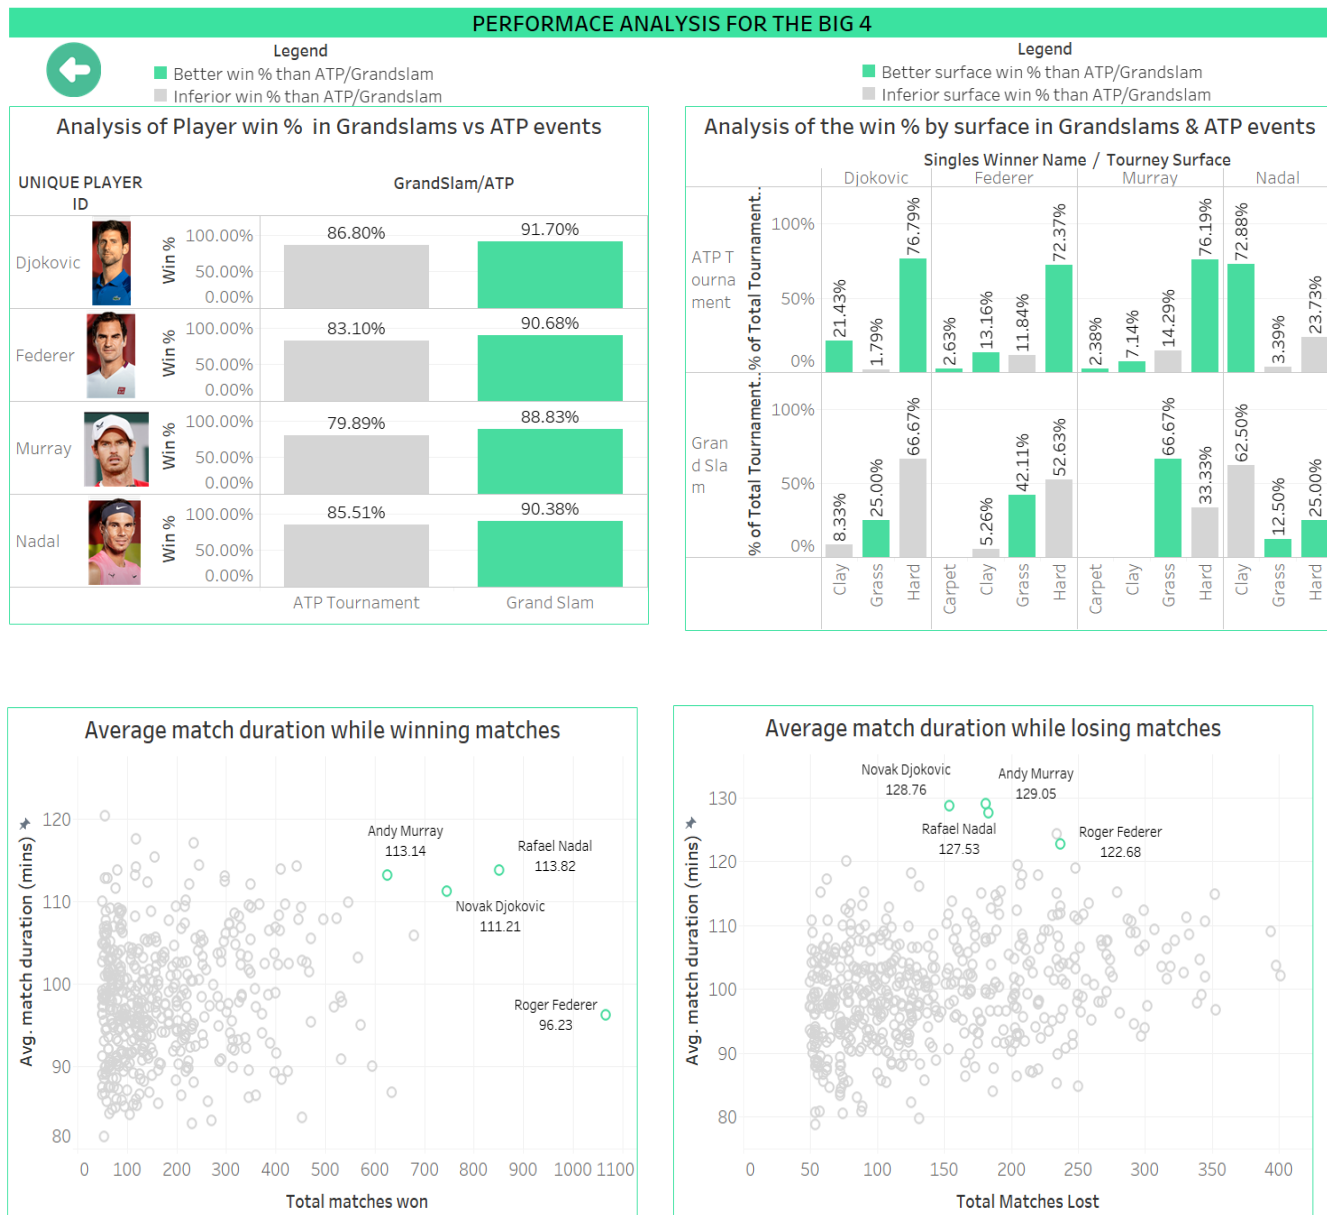 PERFORMACE ANALYSIS FOR THE BIG 4
Legend
Better win % than ATP/Grandslam
Inferior win % than ATP/Grandslam
Legend
Better surface win % than ATP/Grandslam
Inferior surface win % than ATP/Grandslam
Analysis of Player win % in Grandslams vs ATP events
UNIQUE PLAYER
ID
GrandSlam/ATP
Djokovic
Win %
100.00%
50.00%
0.00%
86.80%
91.70%
Federer
Win %
100.00%
50.00%
0.00%
83.10%
90.68%
Murray
Win %
100.00%
50.00%
0.00%
79.89%
88.83%
Nadal
Win %
100.00%
50.00%
0.00%
85.51%
90.38%
ATP Tournament
Grand Slam
Analysis of the win % by surface in Grandslams & ATP events
Singles Winner Name / Tourney Surface
Djokovic
Federer
Murray
Nadal
ATP T
ourna
ment
% of Total Tournament..
100%
50%
0%
21.43%
1.79%
76.79%
2.63%
13.16%
11.84%
72.37%
2.38%
7.14%
14.29%
76.19%
72.88%
3.39%
23.73%
Gran
d Sla
m
% of Total Tournament..
100%
50%
0%
8.33%
25.00%
66.67%
5.26%
42.11%
52.63%
66.67%
33.33%
62.50%
12.50%
25.00%
Clay
Grass
Hard
Carpet
Clay
Grass
Hard
Carpet
Clay
Grass
Hard
Clay
Grass
Hard
Average match duration while winning matches
Avg. match duration (mins)
120
110
100
90
80
Andy Murray
113.14
Rafael Nadal
113.82
Novak Djokovic
111.21
Roger Federer
96.23
0 100 200 300 400 500 600 700 800 900 1000 1100
Total matches won
Average match duration while losing matches
Avg. match duration (mins)
130
120
110
100
90
80
Novak Djokovic
128.76
Andy Murray
129.05
Rafael Nadal
127.53
Roger Federer
122.68
0 50 100 150 200 250 300 350 400
Total Matches Lost